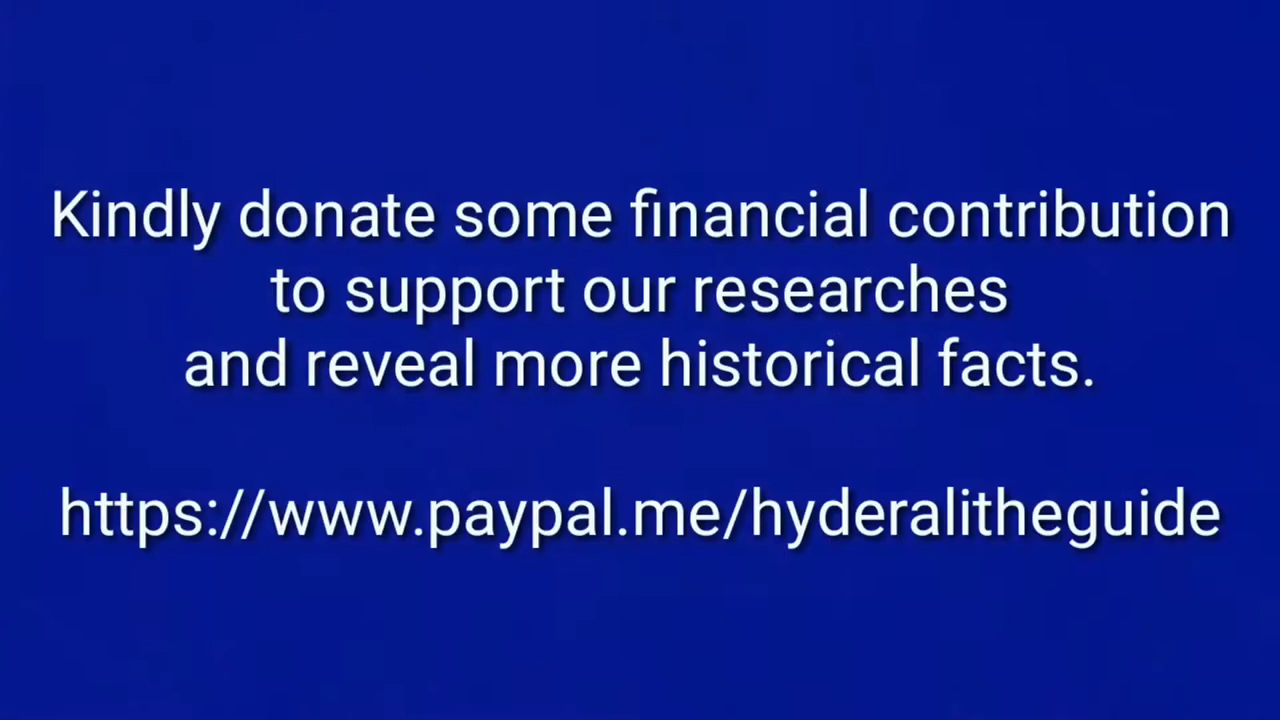 Kindly donate some financial contribution
to support our researches
and reveal more historical facts.
https://www.paypal.me/hyderalitheguide